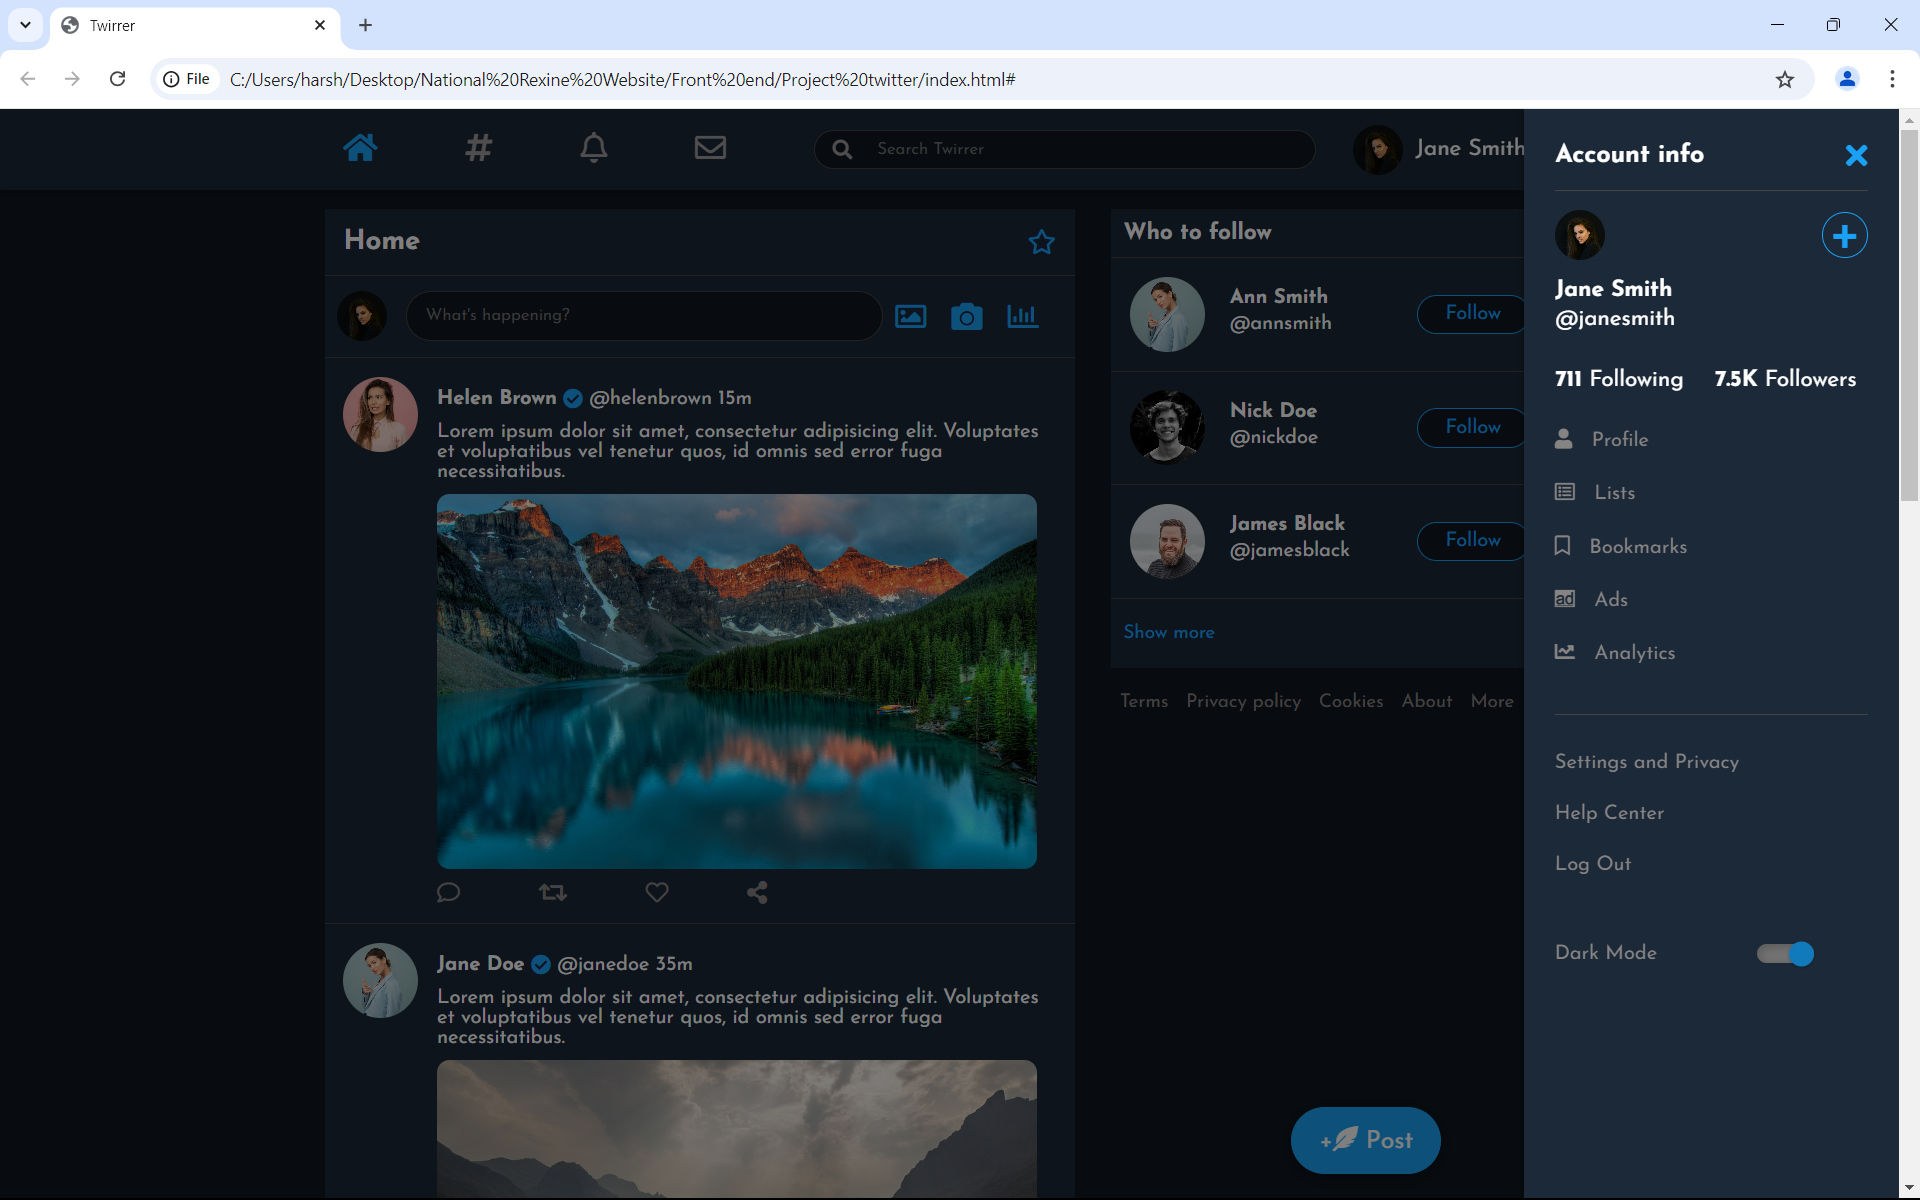 Twirrer
File
C:/Users/harsh/Desktop/National%20Rexine%20Website/Front%20end/Project%20twitter/index.html#
#
Search Twirrer
Jane Smith
Home
What's happening?
Helen Brown @helenbrown 15m
Lorem ipsum dolor sit amet, consectetur adipisicing elit. Voluptates
et voluptatibus vel tenetur quos, id omnis sed error fuga
necessitatibus.
Jane Doe @janedoe 35m
Lorem ipsum dolor sit amet, consectetur adipisicing elit. Voluptates
et voluptatibus vel tenetur quos, id omnis sed error fuga
necessitatibus.
Who to follow
Ann Smith
@annsmith
Follow
Nick Doe
@nickdoe
Follow
James Black
@jamesblack
Follow
Show more
Terms Privacy policy Cookies About More
+ Post
Account info
Jane Smith
@janesmith
711 Following 7.5K Followers
Profile
Lists
Bookmarks
ad Ads
Analytics
Settings and Privacy
Help Center
Log Out
Dark Mode